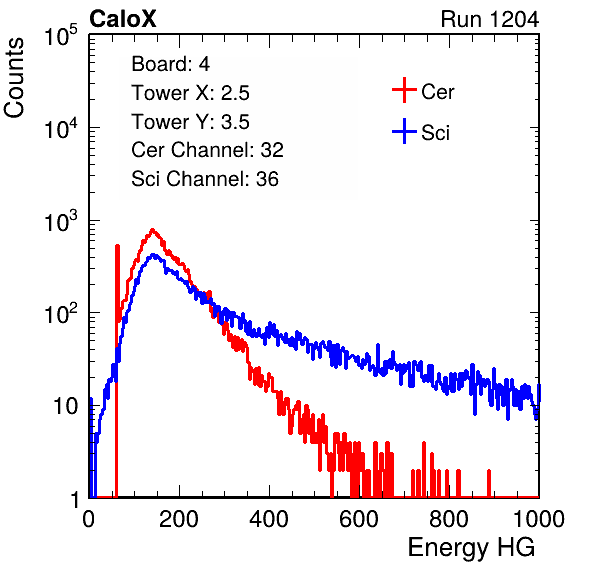 CaloX Run 1204
Counts
10^5
10^4
10^3
10^2
10
1
Board: 4
Tower X: 2.5
Tower Y: 3.5
Cer Channel: 32
Sci Channel: 36
Cer
Sci
0 200 400 600 800 1000
Energy HG